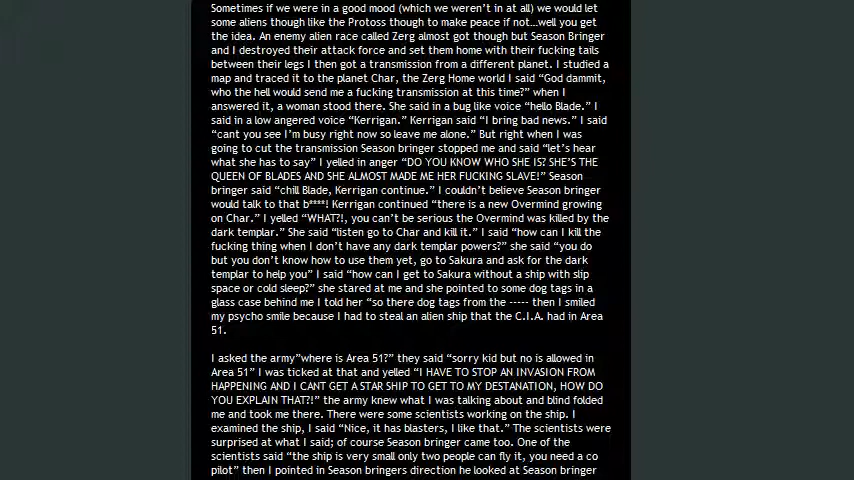 Sometimes if we were in a good mood (which we weren't in at all) we would let
some aliens though like the Protoss though to make peace if not...well you get
the idea. An enemy alien race called Zerg almost got though but Season Bringer
and I destroyed their attack force and set them home with their fucking tails
between their legs I then got a transmission from a different planet. I studied a
map and traced it to the planet Char, the Zerg Home world I said “God dammit,
who the hell would send me a fucking transmission at this time?” when I
answered it, a woman stood there. She said in a bug like voice “hello Blade.” I
said in a low angered voice “Kerrigan.” Kerrigan said “I bring bad news.” I said
“cant you see I’m busy right now so leave me alone.” But right when I was
going to cut the transmission Season bringer stopped me and said “let’s hear
what she has to say” I yelled in anger “DO YOU KNOW WHO SHE IS? SHE’S THE
QUEEN OF BLADES AND SHE ALMOST MADE ME HER FUCKING SLAVE!” Season
bringer said “chill Blade, Kerrigan continue.” I couldn’t believe Season bringer
would talk to that b****! Kerrigan continued “there is a new Overmind growing
on Char.” I yelled “WHAT?!, you can’t be serious the Overmind was killed by the
dark templar.” She said “listen go to Char and kill it.” I said “how can I kill the
fucking thing when I don’t have any dark templar powers?” she said “you do
but you don’t know how to use them yet, go to Sakura and ask for the dark
templar to help you” I said “how can I get to Sakura without a ship with slip
space or cold sleep?” she stared at me and she pointed to some dog tags in a
glass case behind me I told her “so there dog tags from the ----- then I smiled
my psycho smile because I had to steal an alien ship that the C.I.A. had in Area
51.
I asked the army”where is Area 51?” they said “sorry kid but no is allowed in
Area 51” I was ticked at that and yelled “I HAVE TO STOP AN INVASION FROM
HAPPENING AND I CANT GET A STAR SHIP TO GET TO MY DESTANATION, HOW DO
YOU EXPLAIN THAT?!” the army knew what I was talking about and blind folded
me and took me there. There were some scientists working on the ship. I
examined the ship, I said “Nice, it has blasters, I like that.” The scientists were
surprised at what I said; of course Season bringer came too. One of the
scientists said “the ship is very small only two people can fly it, you need a co
pilot” then I pointed in Season bringers direction he looked at Season bringer